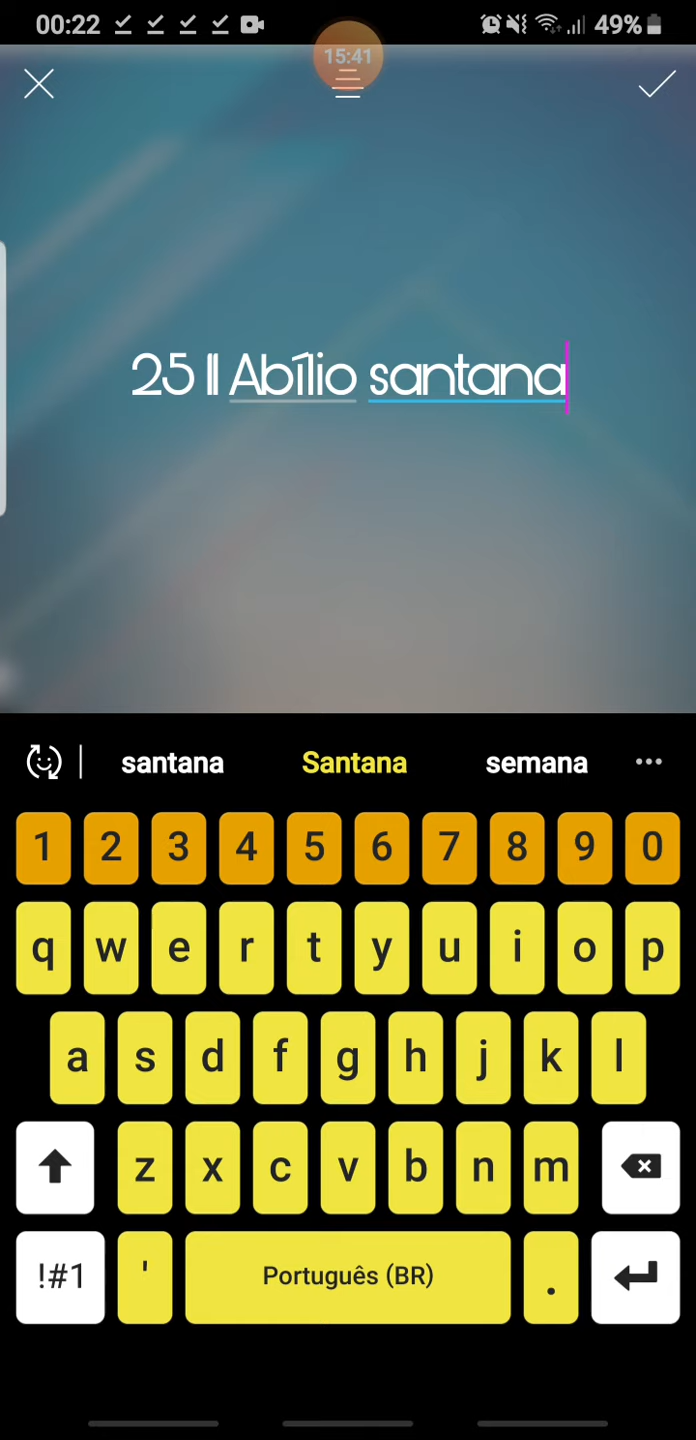 00:22
49%
15:41
25 || Abílio santana
santana Santana semana
1 2 3 4 5 6 7 8 9 0
q w e r t y u i o p
a s d f g h j k l
z x c v b n m
!#1 ' Português (BR) .